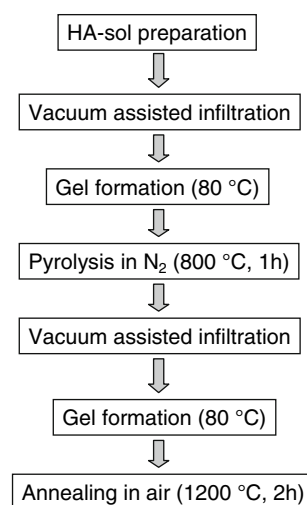 HA-sol preparation
Vacuum assisted infiltration
Gel formation (80 °C)
Pyrolysis in N₂ (800 °C, 1h)
Vacuum assisted infiltration
Gel formation (80 °C)
Annealing in air (1200 °C, 2h)